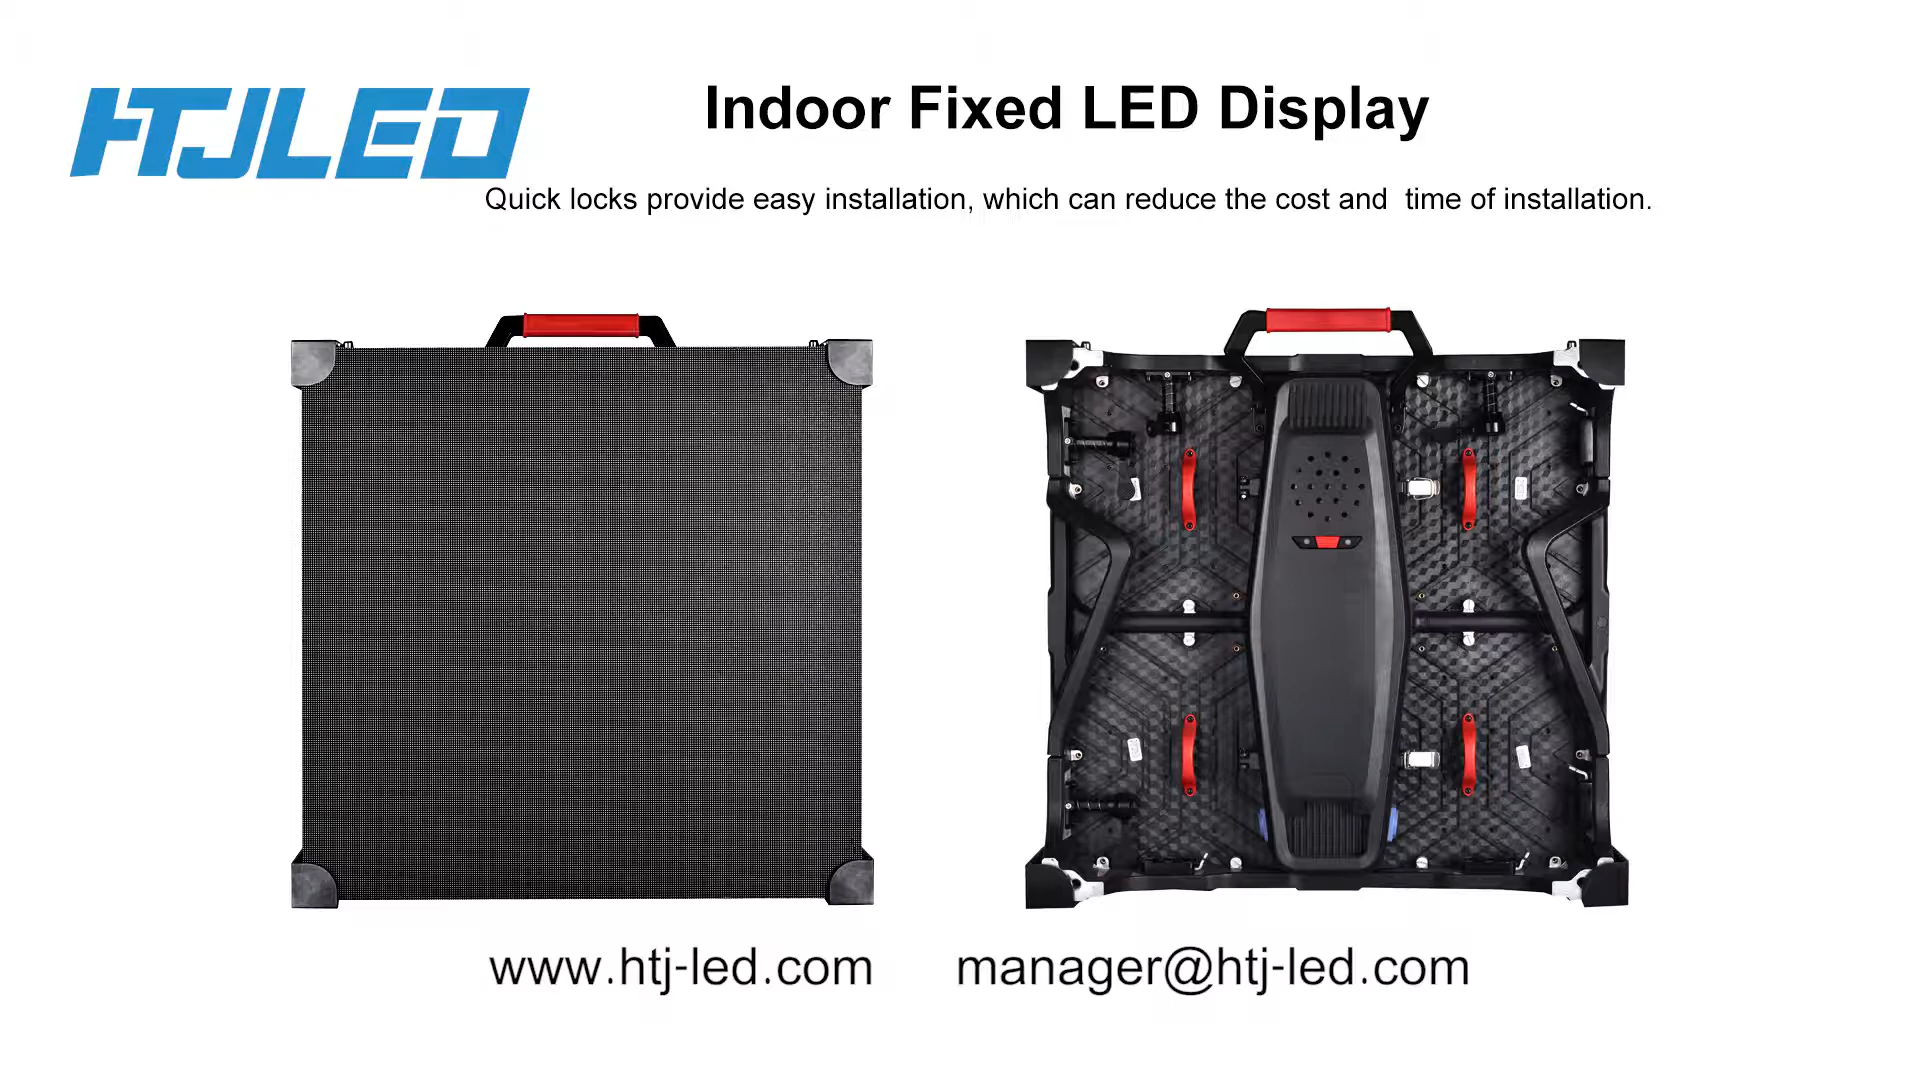 HTJLED
Indoor Fixed LED Display
Quick locks provide easy installation, which can reduce the cost and  time of installation.
www.htj-led.com
manager@htj-led.com